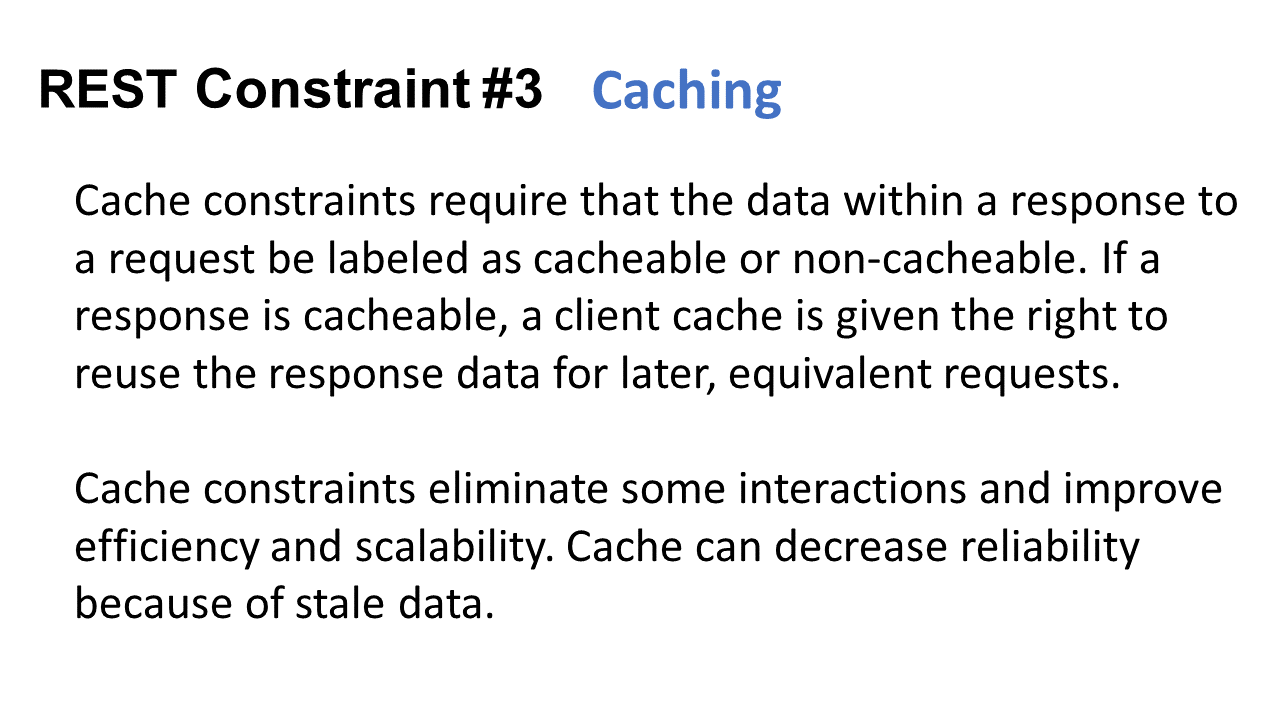 REST Constraint #3 Caching
Cache constraints require that the data within a response to
a request be labeled as cacheable or non-cacheable. If a
response is cacheable, a client cache is given the right to
reuse the response data for later, equivalent requests.
Cache constraints eliminate some interactions and improve
efficiency and scalability. Cache can decrease reliability
because of stale data.